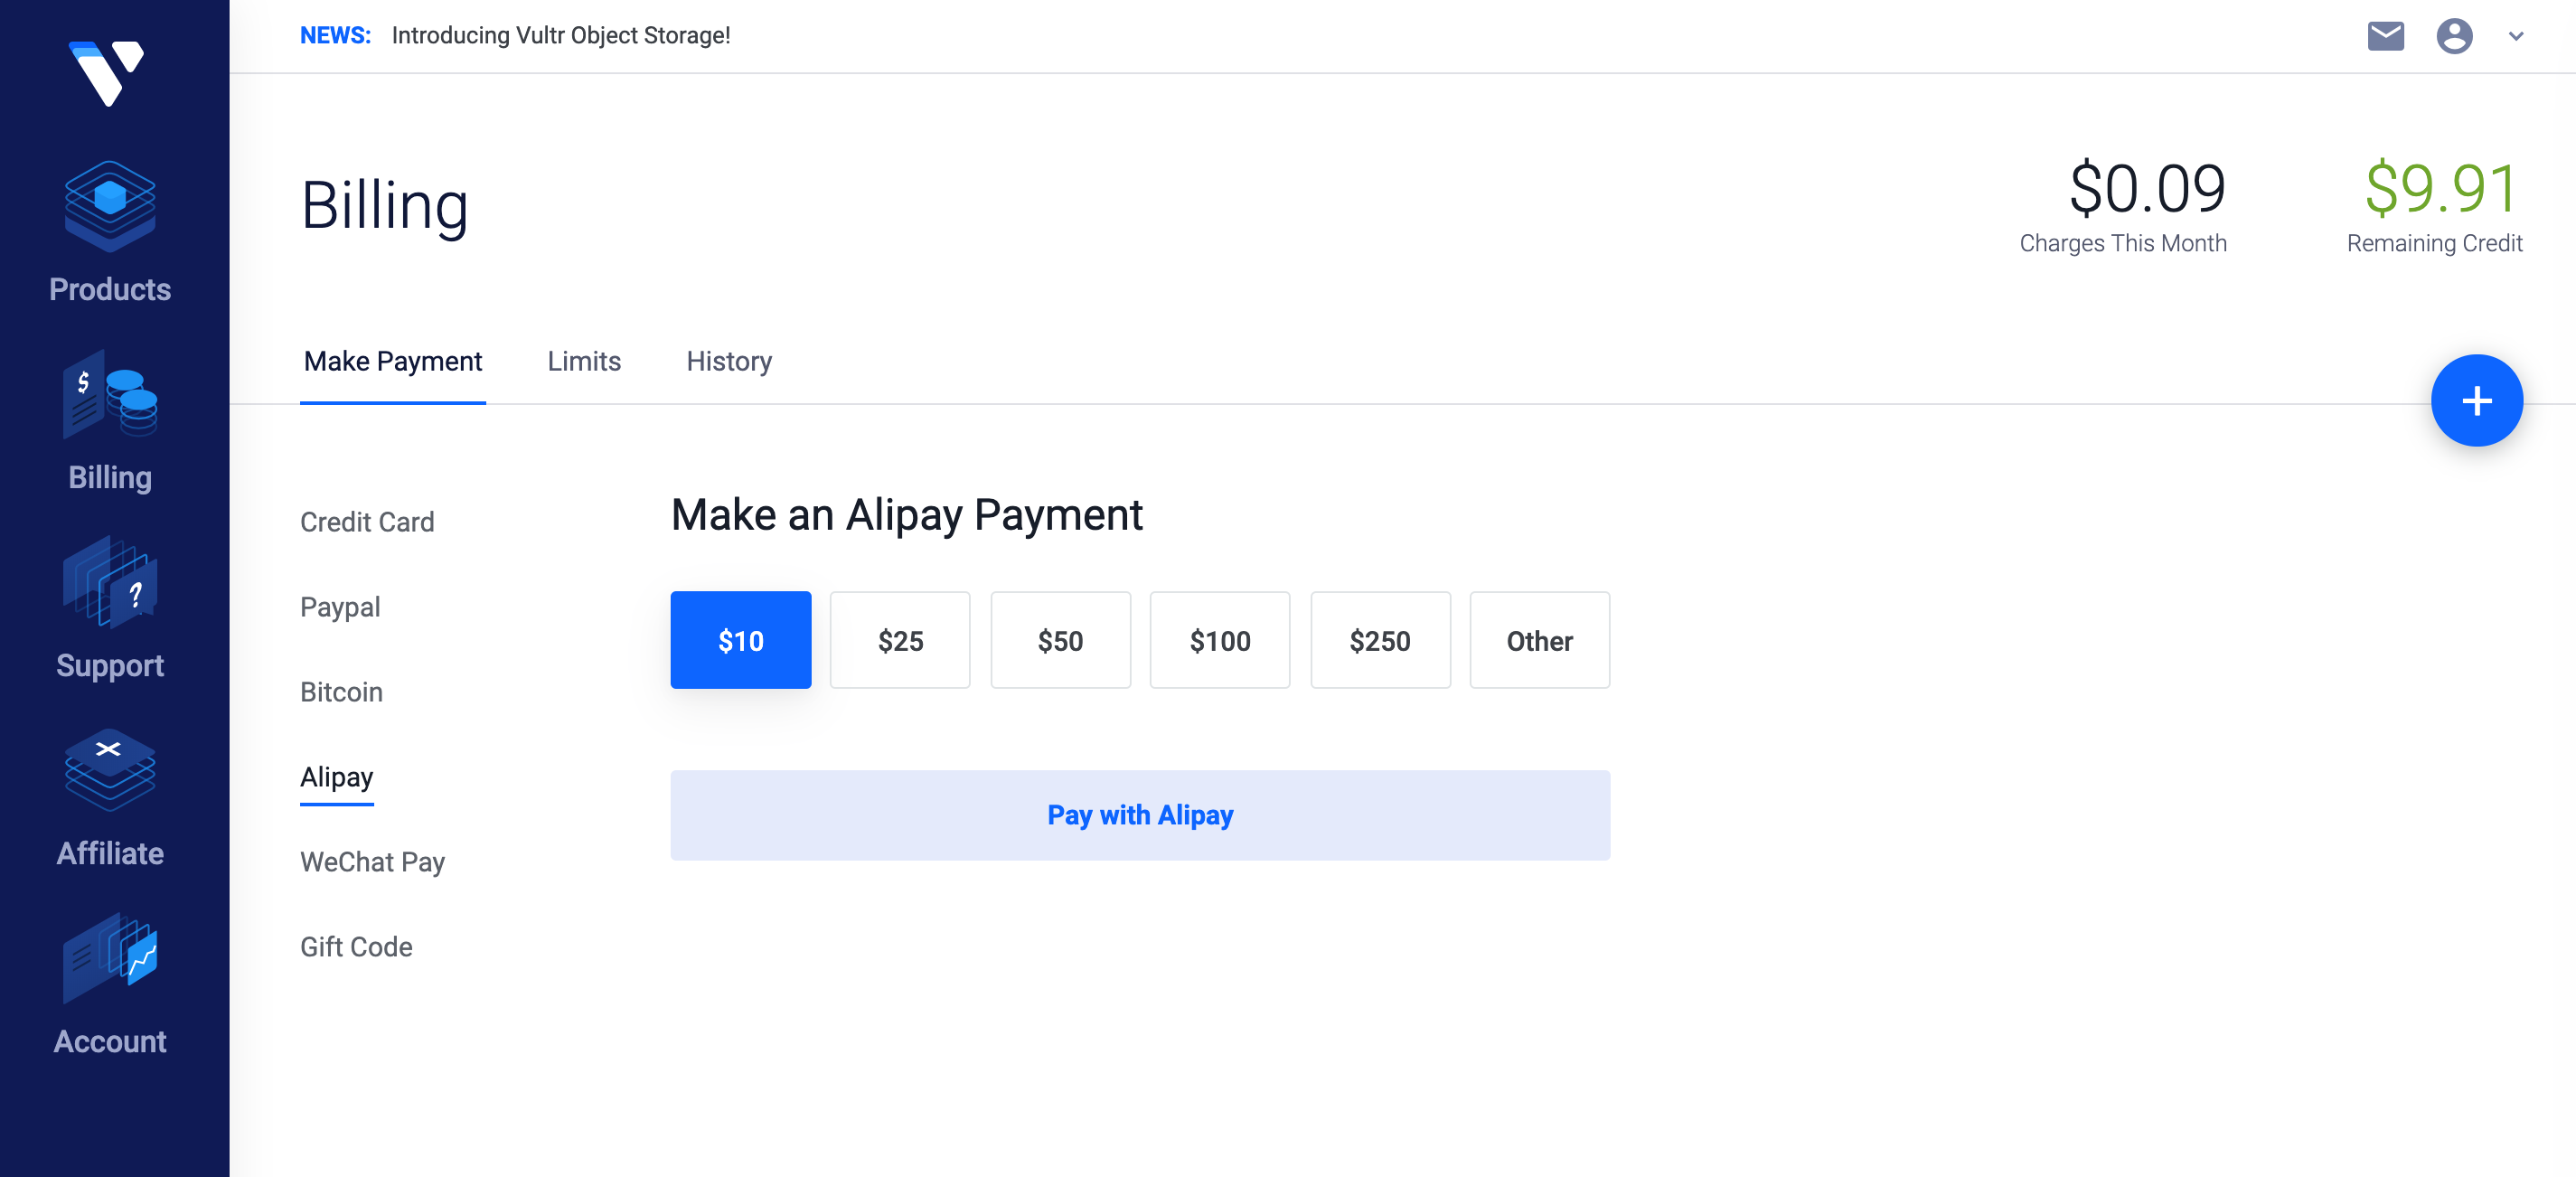 NEWS: Introducing Vultr Object Storage!
Products
Billing
Support
Affiliate
Account
Billing
$0.09
Charges This Month
$9.91
Remaining Credit
Make Payment Limits History
Credit Card
Paypal
Bitcoin
Alipay
WeChat Pay
Gift Code
Make an Alipay Payment
$10 $25 $50 $100 $250 Other
Pay with Alipay